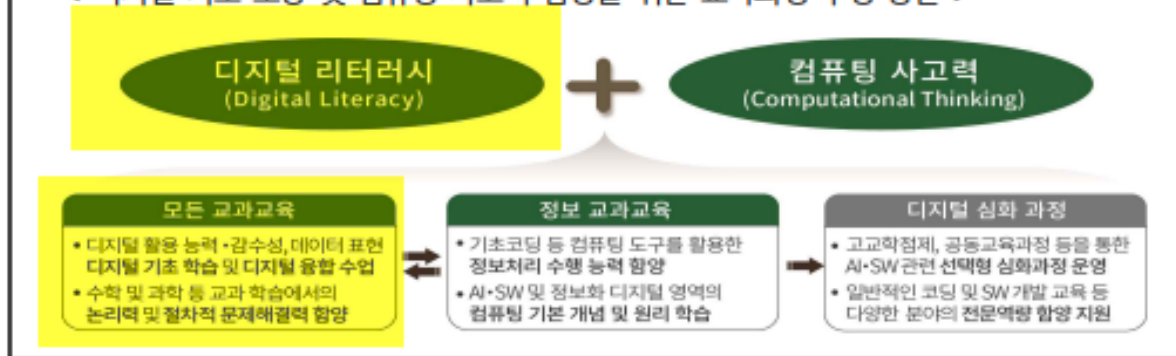 디지털 리터러시
(Digital Literacy)
+
컴퓨팅 사고력
(Computational Thinking)
모든 교과교육
• 디지털 활용 능력·감수성, 데이터 표현
디지털 기초 학습 및 디지털 융합 수업
• 수학 및 과학 등 교과 학습에서의
논리력 및 절차적 문제해결력 함양
정보 교과교육
• 기초코딩 등 컴퓨팅 도구를 활용한
정보처리 수행 능력 함양
• AI·SW 및 정보화 디지털 영역의
컴퓨팅 기본 개념 및 원리 학습
디지털 심화 과정
• 고교학점제, 공동교육과정 등을 통한
AI·SW 관련 선택형 심화과정 운영
• 일반적인 코딩 및 SW 개발 교육 등
다양한 분야의 전문역량 함양 지원